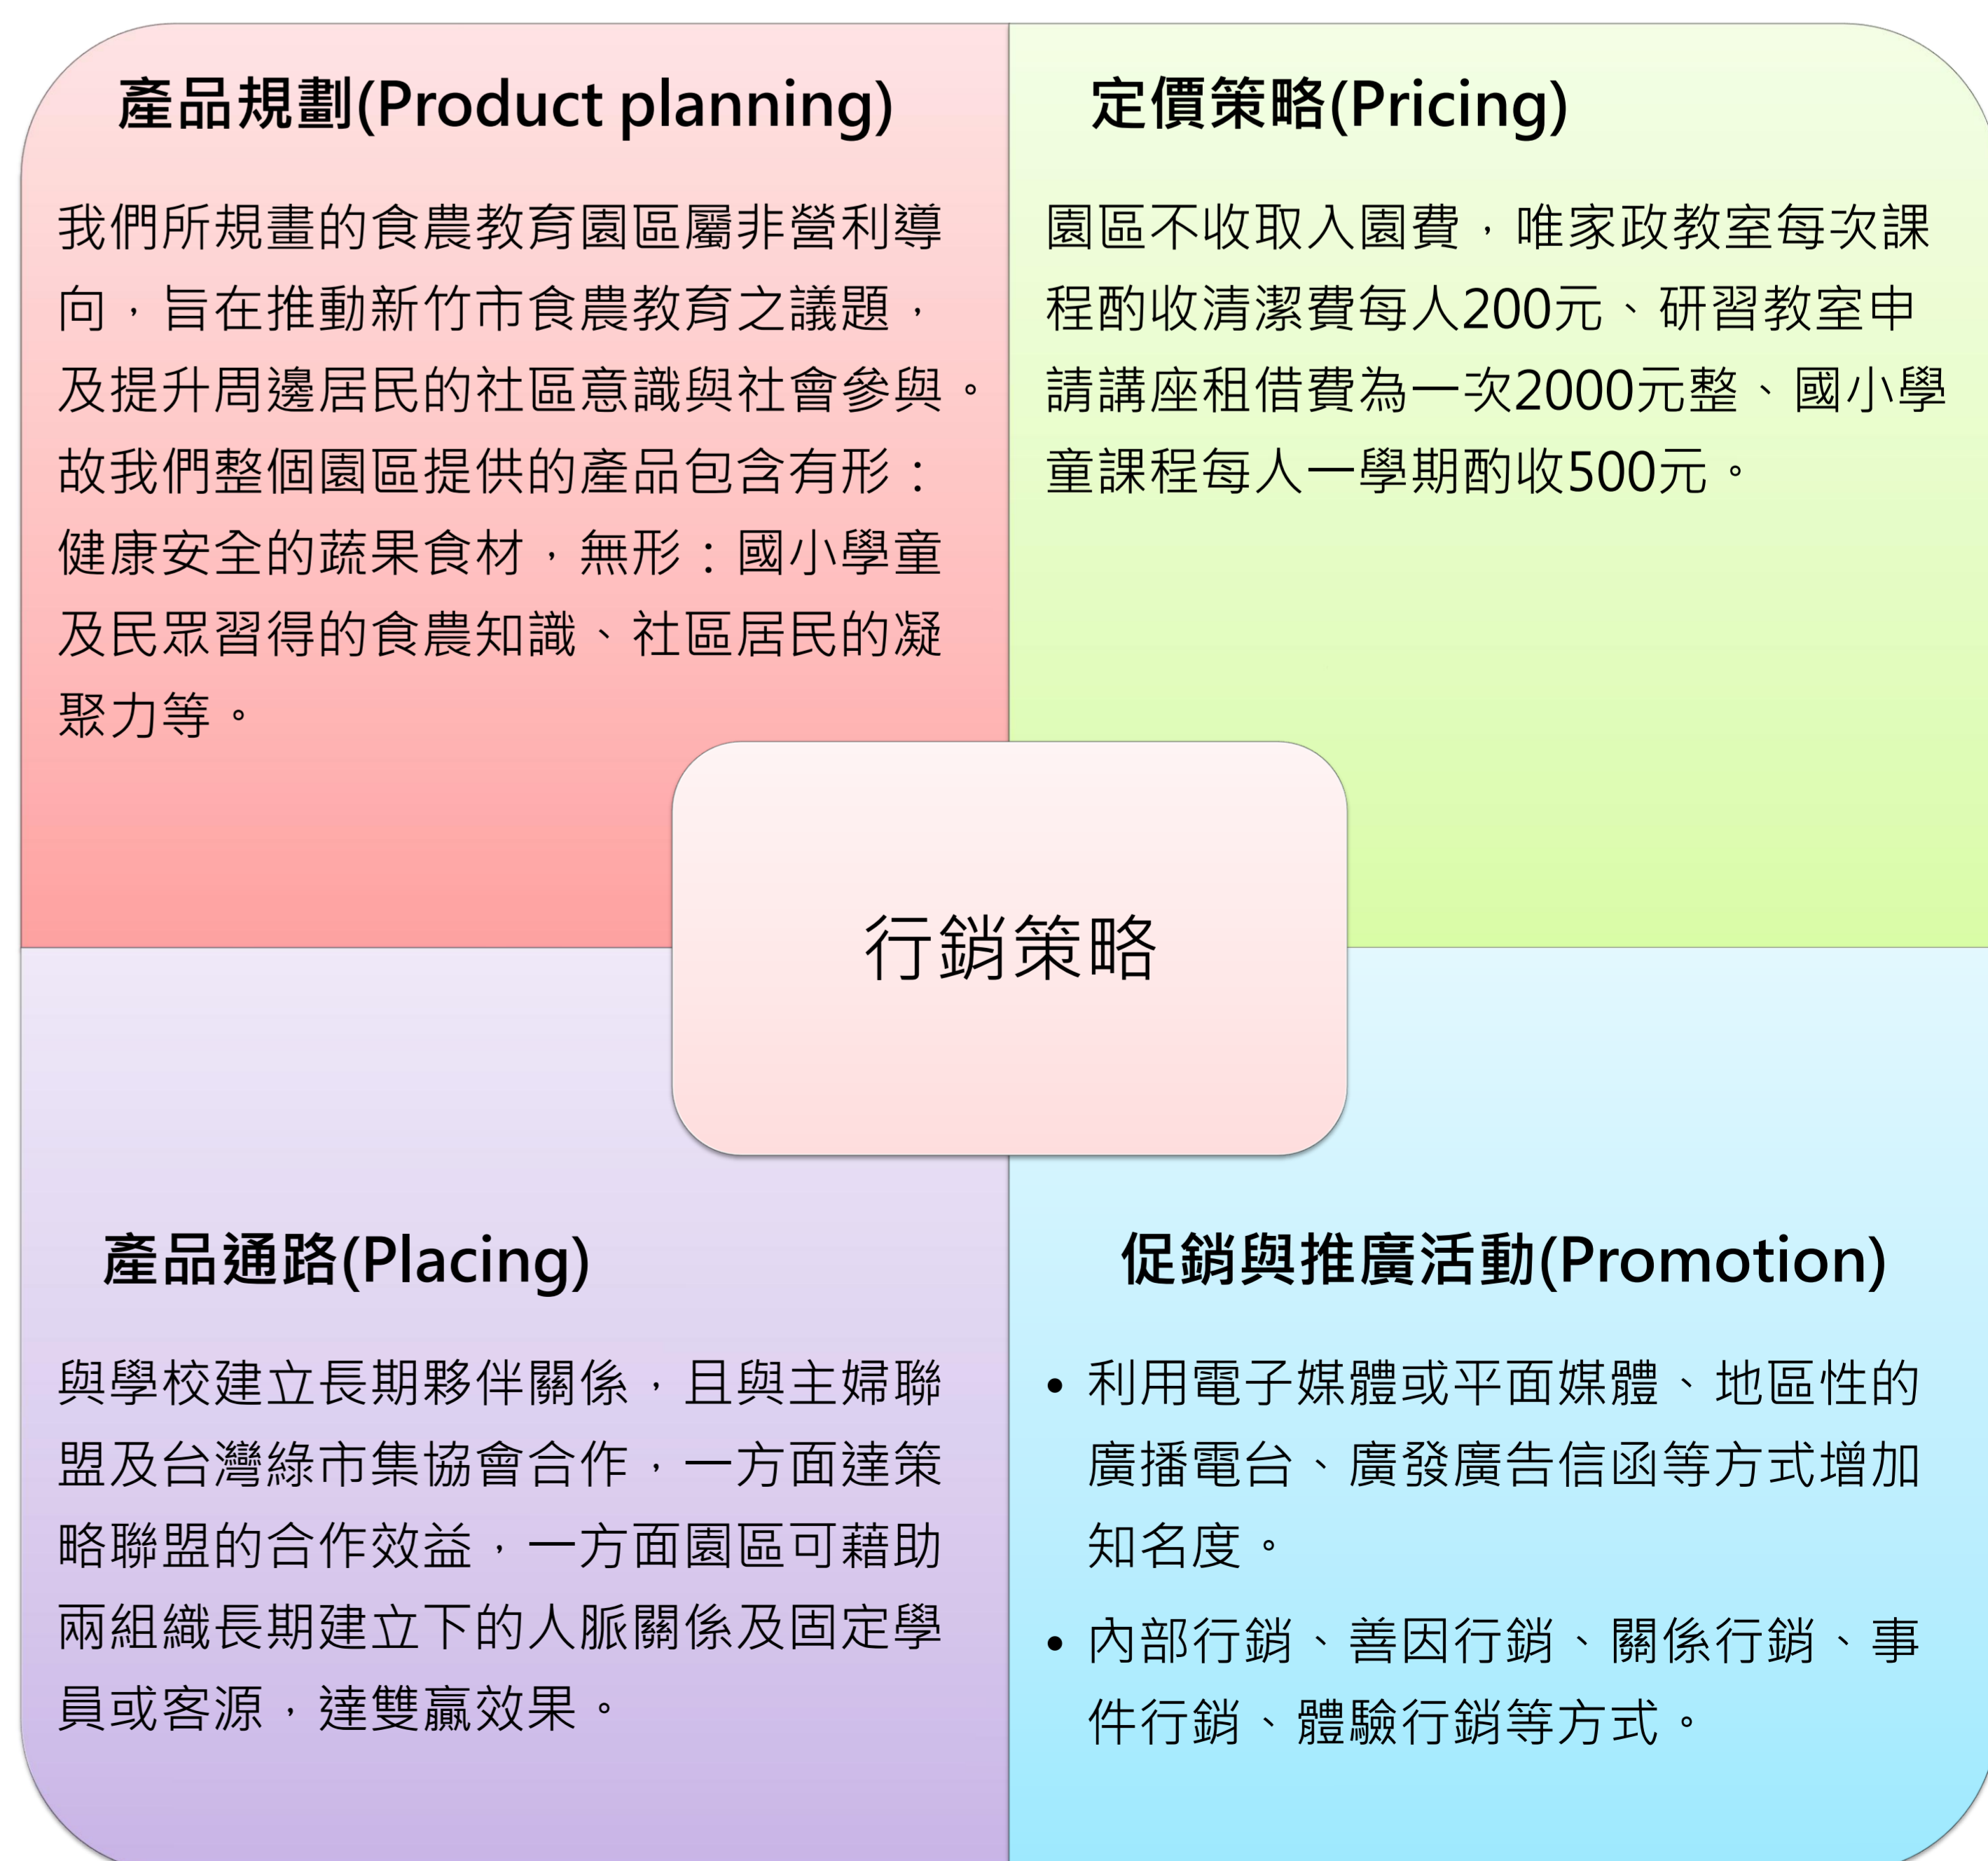 產品規劃(Product planning)
我們所規畫的食農教育園區屬非營利導
向，旨在推動新竹市食農教育之議題，
及提升周邊居民的社區意識與社會參與。
故我們整個園區提供的產品包含有形：
健康安全的蔬果食材，無形：國小學童
及民眾習得的食農知識、社區居民的凝
聚力等。
定價策略(Pricing)
園區不收取入園費，唯家政教室每次課
程酌收清潔費每人200元、研習教室申
請講座租借費為一次2000元整、國小學
童課程每人一學期酌收500元。
行銷策略
產品通路(Placing)
與學校建立長期夥伴關係，且與主婦聯
盟及台灣綠市集協會合作，一方面達策
略聯盟的合作效益，一方面園區可藉助
兩組織長期建立下的人脈關係及固定學
員或客源，達雙贏效果。
促銷與推廣活動(Promotion)
• 利用電子媒體或平面媒體、地區性的
廣播電台、廣發廣告信函等方式增加
知名度。
• 內部行銷、善因行銷、關係行銷、事
件行銷、體驗行銷等方式。